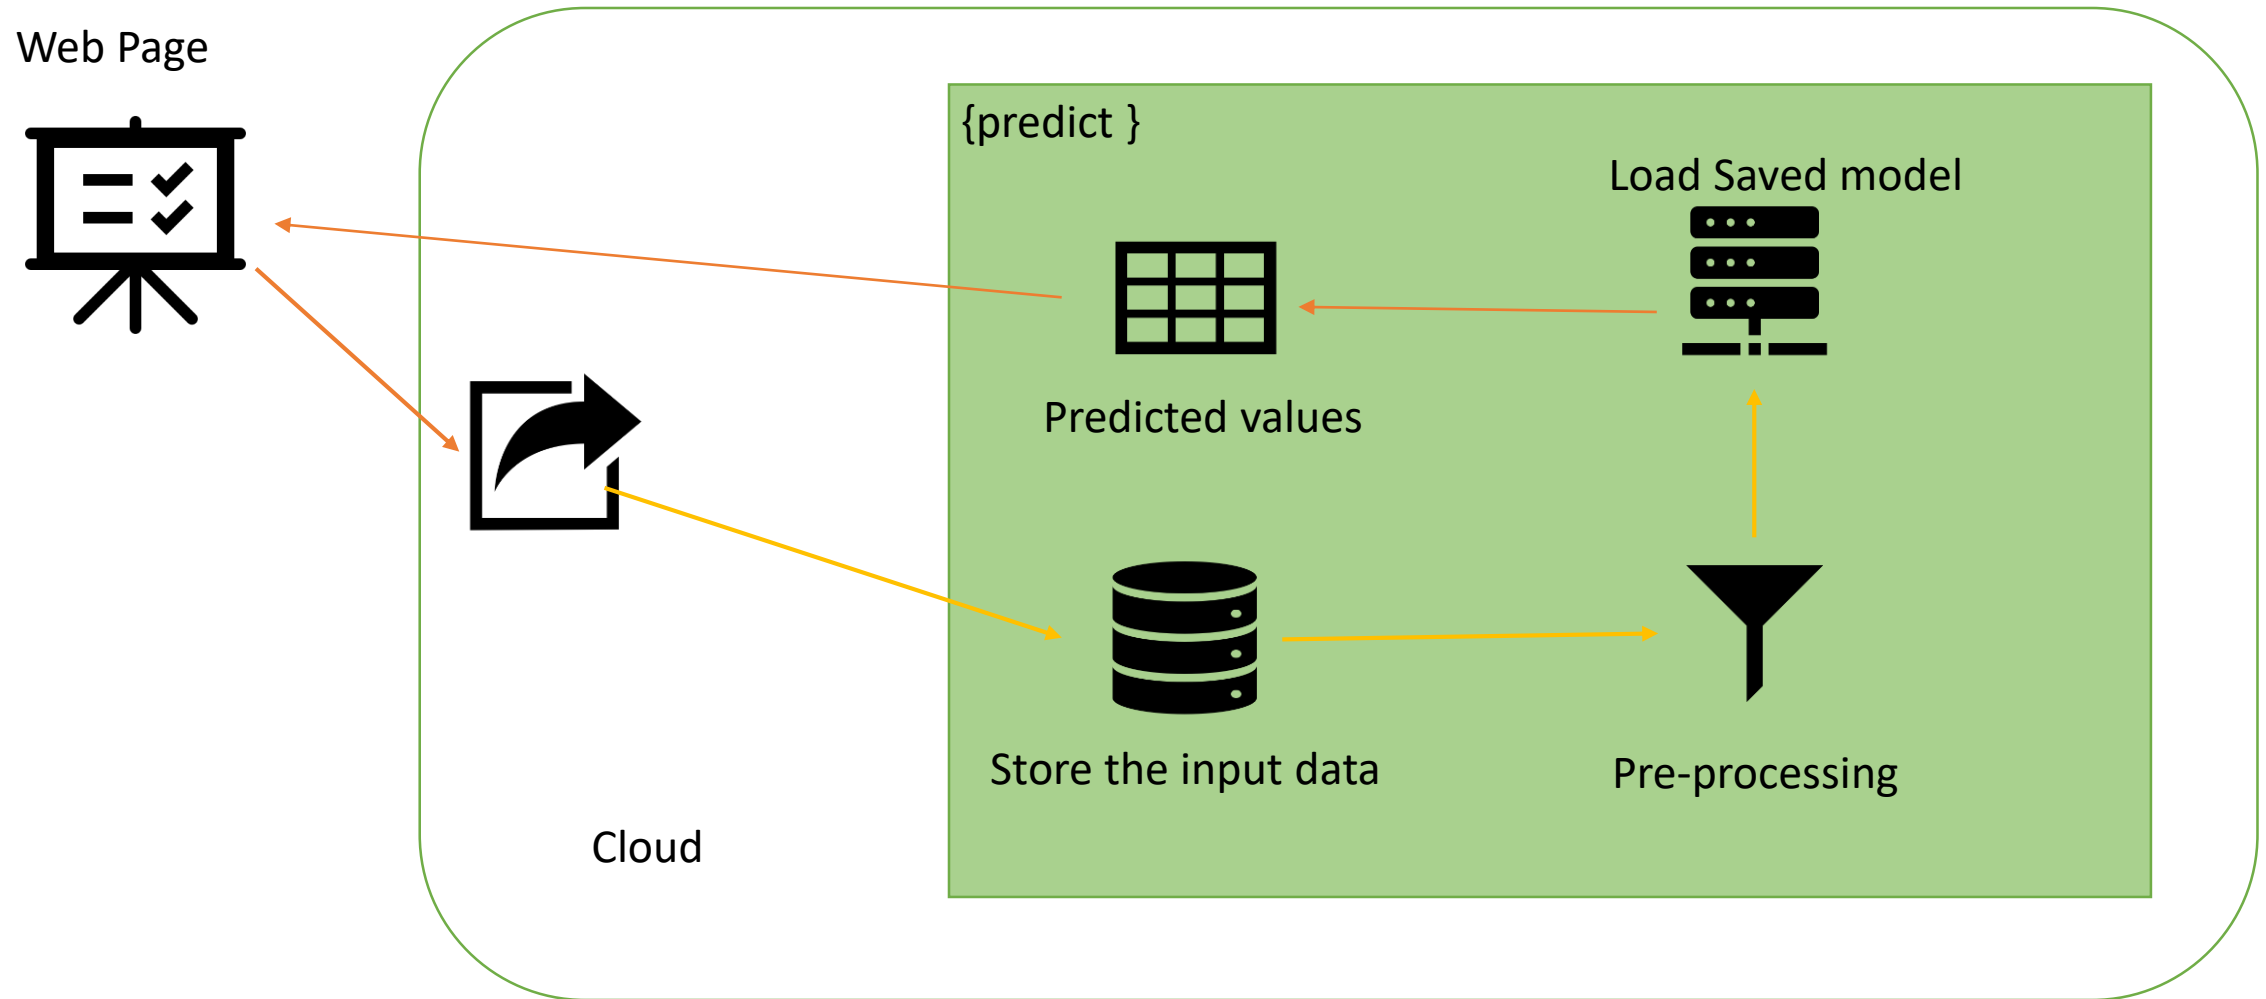 Web Page
{predict }
Load Saved model
Predicted values
Store the input data
Pre-processing
Cloud